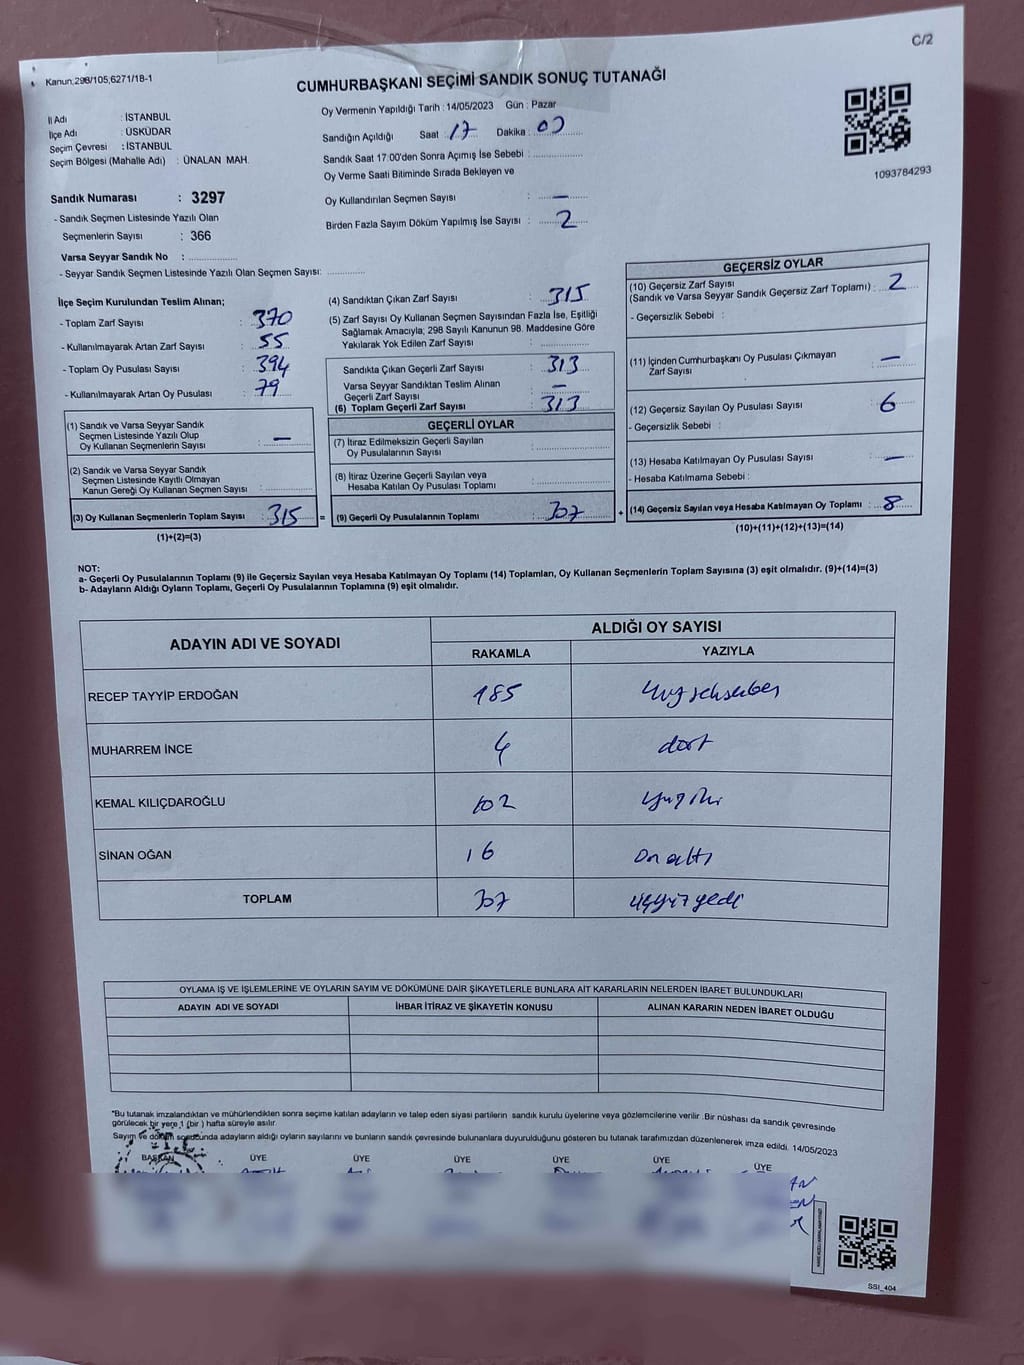 C/2
Kanun;298/105,6271/18-1
CUMHURBAŞKANI SEÇİMİ SANDIK SONUÇ TUTANAĞI
İl Adı : İSTANBUL
İlçe Adı : ÜSKÜDAR
Seçim Çevresi : İSTANBUL
Seçim Bölgesi (Mahalle Adı) : ÜNALAN MAH.
Oy Vermenin Yapıldığı Tarih : 14/05/2023 Gün : Pazar
Sandığın Açıldığı Saat : 17 Dakika : 00
Sandık Saat 17:00'den Sonra Açımış İse Sebebi :
Oy Verme Saati Bitiminde Sırada Bekleyen ve
Oy Kullandırılan Seçmen Sayısı : —
Birden Fazla Sayım Döküm Yapılmış İse Sayısı : 2
1093784293
Sandık Numarası : 3297
- Sandık Seçmen Listesinde Yazılı Olan
Seçmenlerin Sayısı : 366
Varsa Seyyar Sandık No :
- Seyyar Sandık Seçmen Listesinde Yazılı Olan Seçmen Sayısı:
İlçe Seçim Kurulundan Teslim Alınan;
- Toplam Zarf Sayısı : 370
- Kullanılmayarak Artan Zarf Sayısı : 55
- Toplam Oy Pusulası Sayısı : 394
- Kullanılmayarak Artan Oy Pusulası : 79
(1) Sandık ve Varsa Seyyar Sandık
Seçmen Listesinde Yazılı Olup
Oy Kullanan Seçmenlerin Sayısı : —
(2) Sandık ve Varsa Seyyar Sandık
Seçmen Listesinde Kayıtlı Olmayan
Kanun Gereği Oy Kullanan Seçmen Sayısı :
(3) Oy Kullanan Seçmenlerin Toplam Sayısı : 315 =
(1)+(2)=(3)
(4) Sandıktan Çıkan Zarf Sayısı : 315
(5) Zarf Sayısı Oy Kullanan Seçmen Sayısından Fazla İse, Eşitliği
Sağlamak Amacıyla; 298 Sayılı Kanunun 98. Maddesine Göre
Yakılarak Yok Edilen Zarf Sayısı :
Sandıkta Çıkan Geçerli Zarf Sayısı : 313
Varsa Seyyar Sandıktan Teslim Alınan
Geçerli Zarf Sayısı : —
(6) Toplam Geçerli Zarf Sayısı : 313
GEÇERLİ OYLAR
(7) İtiraz Edilmeksizin Geçerli Sayılan
Oy Pusulalarının Sayısı :
(8) İtiraz Üzerine Geçerli Sayılan veya
Hesaba Katılan Oy Pusulası Toplamı :
(9) Geçerli Oy Pusulalarının Toplamı : 307 +
GEÇERSİZ OYLAR
(10) Geçersiz Zarf Sayısı
(Sandık ve Varsa Seyyar Sandık Geçersiz Zarf Toplamı) : 2
- Geçersizlik Sebebi :
(11) İçinden Cumhurbaşkanı Oy Pusulası Çıkmayan
Zarf Sayısı : —
(12) Geçersiz Sayılan Oy Pusulası Sayısı : 6
- Geçersizlik Sebebi :
(13) Hesaba Katılmayan Oy Pusulası Sayısı : —
- Hesaba Katılmama Sebebi :
(14) Geçersiz Sayılan veya Hesaba Katılmayan Oy Toplamı : 8
(10)+(11)+(12)+(13)=(14)
NOT:
a- Geçerli Oy Pusulalarının Toplamı (9) ile Geçersiz Sayılan veya Hesaba Katılmayan Oy Toplamı (14) Toplamları, Oy Kullanan Seçmenlerin Toplam Sayısına (3) eşit olmalıdır. (9)+(14)=(3)
b- Adayların Aldığı Oyların Toplamı, Geçerli Oy Pusulalarının Toplamına (9) eşit olmalıdır.
ADAYIN ADI VE SOYADI ALDIĞI OY SAYISI
RAKAMLA YAZIYLA
RECEP TAYYİP ERDOĞAN 185 yüzseksenbeş
MUHARREM İNCE 4 dört
KEMAL KILIÇDAROĞLU 102 yüziki
SİNAN OĞAN 16 onaltı
TOPLAM 307 üçyüzyedi
OYLAMA İŞ VE İŞLEMLERİNE VE OYLARIN SAYIM VE DÖKÜMÜNE DAİR ŞİKAYETLERLE BUNLARA AİT KARARLARIN NELERDEN İBARET BULUNDUKLARI
ADAYIN ADI VE SOYADI İHBAR İTİRAZ VE ŞİKAYETİN KONUSU ALINAN KARARIN NEDEN İBARET OLDUĞU
*Bu tutanak imzalandıktan ve mühürlendikten sonra seçime katılan adayların ve talep eden siyasi partilerin sandık kurulu üyelerine veya gözlemcilerine verilir. Bir nüshası da sandık çevresinde
görülecek bir yere 1 (bir) hafta süreyle asılır.
Sayım ve döküm sonucunda adayların aldığı oyların sayılarını ve bunların sandık çevresinde bulunanlara duyurulduğunu gösteren bu tutanak tarafımızdan düzenlenerek imza edildi. 14/05/2023
BAŞKAN ÜYE ÜYE ÜYE ÜYE ÜYE
SSI_404